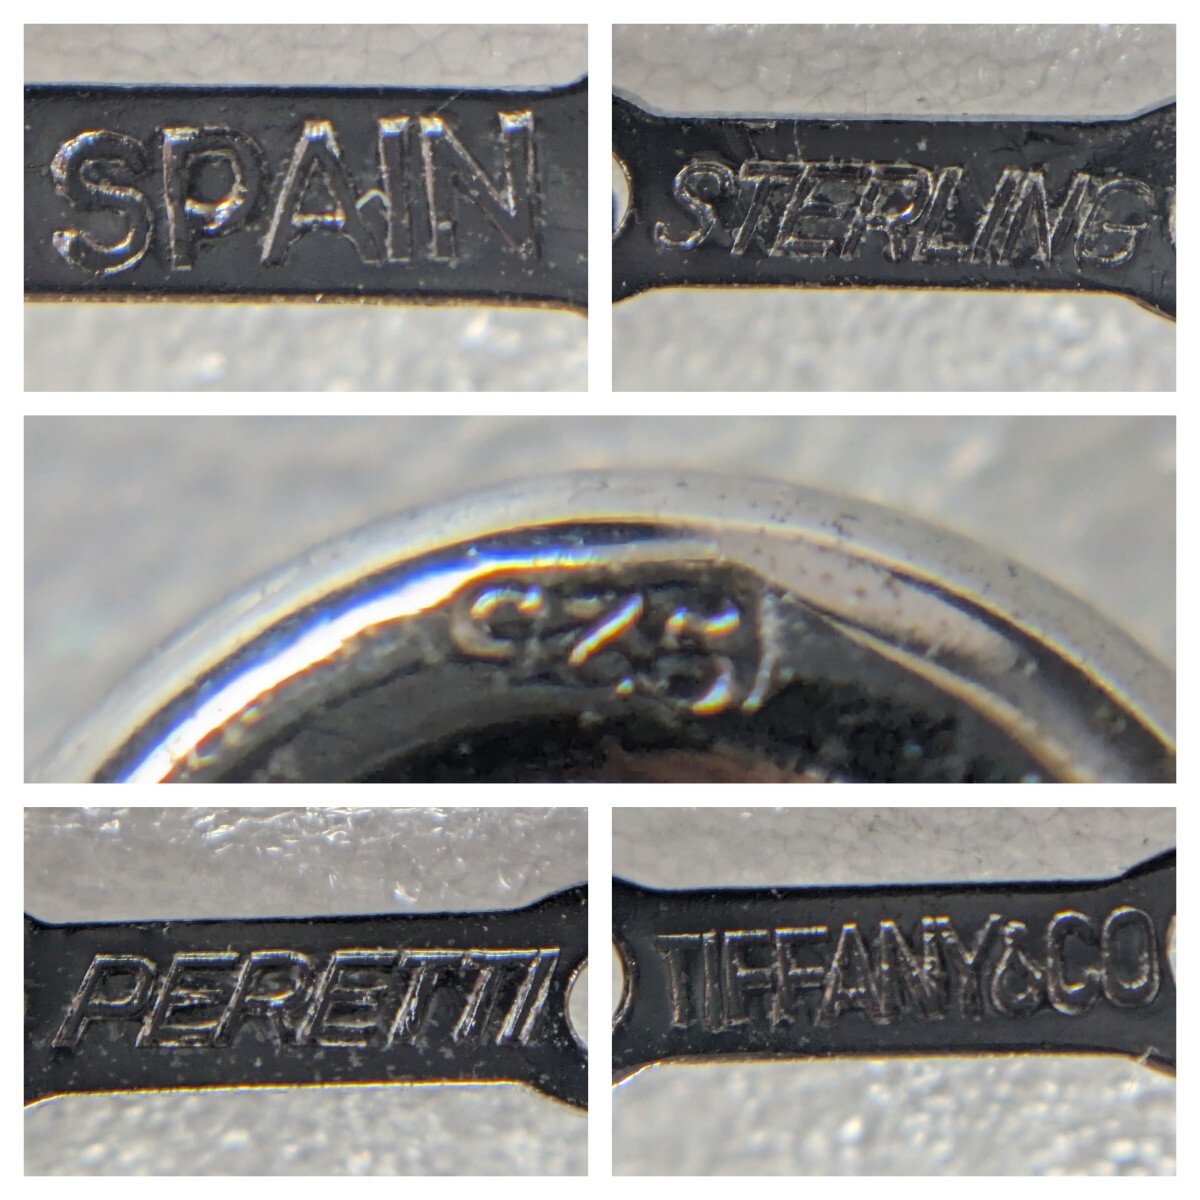 SPAIN
STERLING
925
PERETTI
TIFFANY&CO